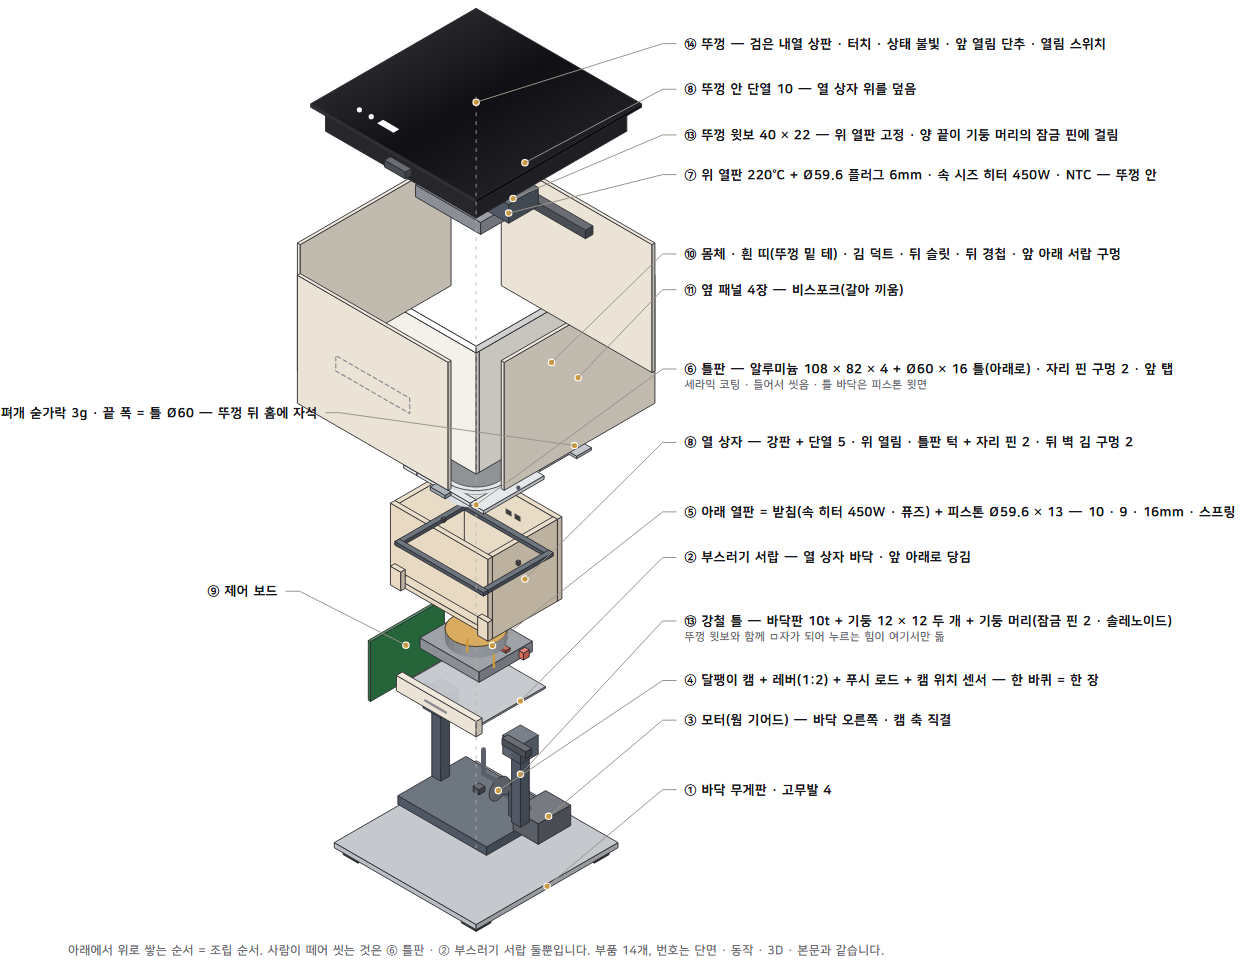 ⑭ 뚜껑 — 검은 내열 상판 · 터치 · 상태 불빛 · 앞 열림 단추 · 열림 스위치
⑧ 뚜껑 안 단열 10 — 열 상자 위를 덮음
⑬ 뚜껑 윗보 40 × 22 — 위 열판 고정 · 양 끝이 기둥 머리의 잠금 핀에 걸림
⑦ 위 열판 220℃ + Ø59.6 플러그 6mm · 속 시즈 히터 450W · NTC — 뚜껑 안
⑩ 몸체 · 흰 띠(뚜껑 밑 테) · 김 덕트 · 뒤 슬릿 · 뒤 경첩 · 앞 아래 서랍 구멍
⑪ 옆 패널 4장 — 비스포크(갈아 끼움)
⑥ 틀판 — 알루미늄 108 × 82 × 4 + Ø60 × 16 틀(아래로) · 자리 핀 구멍 2 · 앞 탭
세라믹 코팅 · 들어서 씻음 · 틀 바닥은 피스톤 윗면
펴개 숟가락 3g · 끝 폭 = 틀 Ø60 — 뚜껑 뒤 홈에 자석
⑧ 열 상자 — 강판 + 단열 5 · 위 열림 · 틀판 턱 + 자리 핀 2 · 뒤 벽 김 구멍 2
⑤ 아래 열판 = 받침(속 히터 450W · 퓨즈) + 피스톤 Ø59.6 × 13 — 10 · 9 · 16mm · 스프링
② 부스러기 서랍 — 열 상자 바닥 · 앞 아래로 당김
⑨ 제어 보드
⑬ 강철 틀 — 바닥판 10t + 기둥 12 × 12 두 개 + 기둥 머리(잠금 핀 2 · 솔레노이드)
뚜껑 윗보와 함께 ㅁ자가 되어 누르는 힘이 여기서만 돎
④ 달팽이 캠 + 레버(1:2) + 푸시 로드 + 캠 위치 센서 — 한 바퀴 = 한 장
③ 모터(웜 기어드) — 바닥 오른쪽 · 캠 축 직결
① 바닥 무게판 · 고무발 4
아래에서 위로 쌓는 순서 = 조립 순서. 사람이 떼어 씻는 것은 ⑥ 틀판 · ② 부스러기 서랍 둘뿐입니다. 부품 14개, 번호는 단면 · 동작 · 3D · 본문과 같습니다.